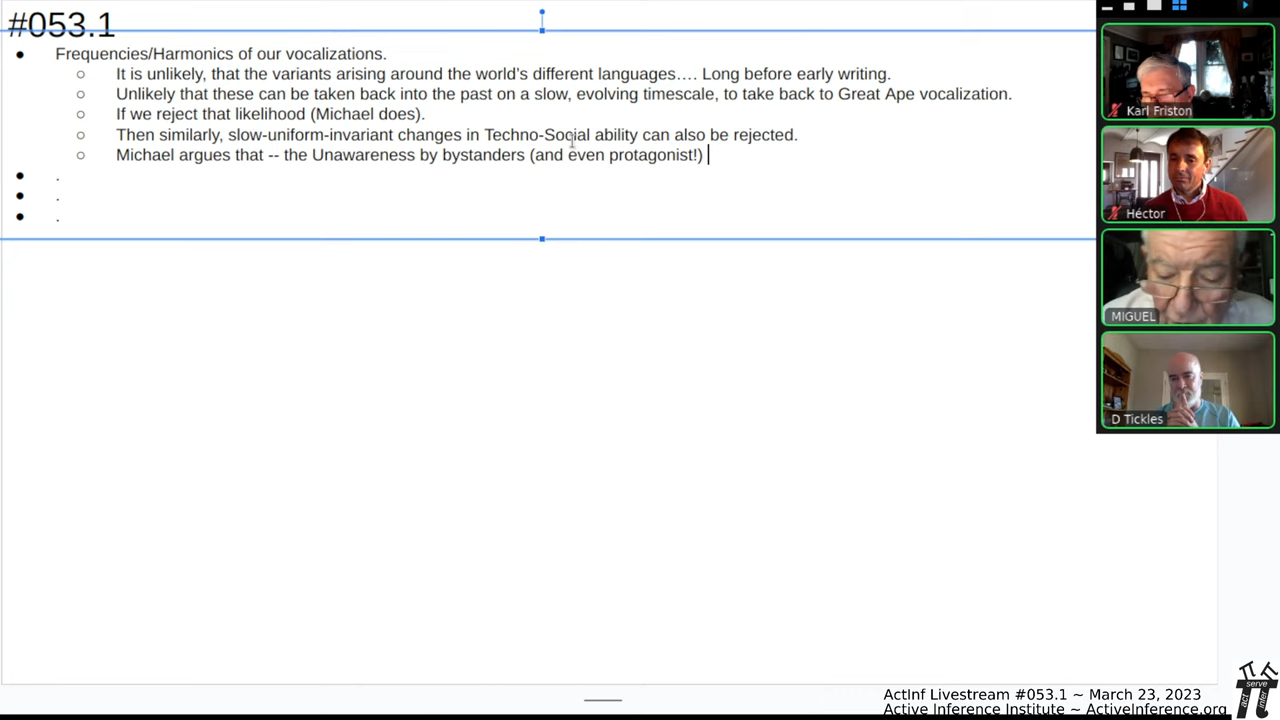 #053.1
● Frequencies/Harmonics of our vocalizations.
○ It is unlikely, that the variants arising around the world's different languages…. Long before early writing.
○ Unlikely that these can be taken back into the past on a slow, evolving timescale, to take back to Great Ape vocalization.
○ If we reject that likelihood (Michael does).
○ Then similarly, slow-uniform-invariant changes in Techno-Social ability can also be rejected.
○ Michael argues that -- the Unawareness by bystanders (and even protagonist!)
● .
● .
● .
Karl Friston
Héctor
MIGUEL
D Tickles
ActInf Livestream #053.1 ~ March 23, 2023
Active Inference Institute ~ ActiveInference.org
serve
act
infer